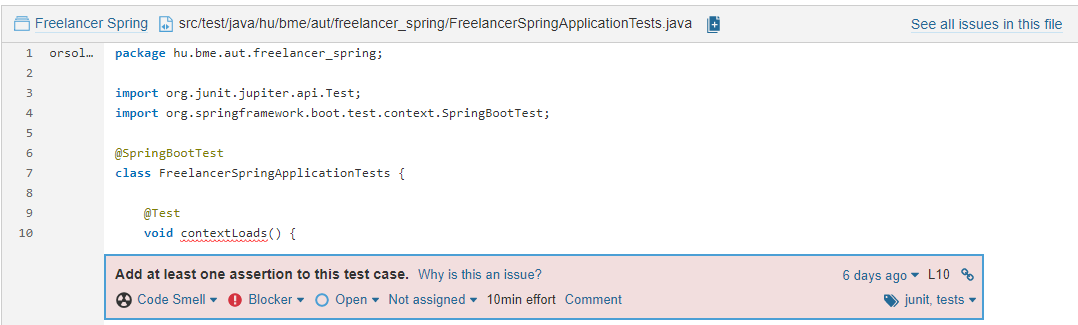 Freelancer Spring src/test/java/hu/bme/aut/freelancer_spring/FreelancerSpringApplicationTests.java See all issues in this file
1 orsol... package hu.bme.aut.freelancer_spring;
2
3 import org.junit.jupiter.api.Test;
4 import org.springframework.boot.test.context.SpringBootTest;
5
6 @SpringBootTest
7 class FreelancerSpringApplicationTests {
8
9 @Test
10 void contextLoads() {
Add at least one assertion to this test case. Why is this an issue? 6 days ago L10
Code Smell Blocker Open Not assigned 10min effort Comment junit, tests